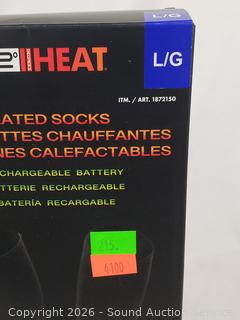 HEAT
L/G
ITM. / ART. 1872150
ATED SOCKS
TTES CHAUFFANTES
NES CALEFACTABLES
CHARGEABLE BATTERY
TTERIE RECHARGEABLE
BATERÍA RECARGABLE
4100
Copyright 2026 - Sound Auction Service